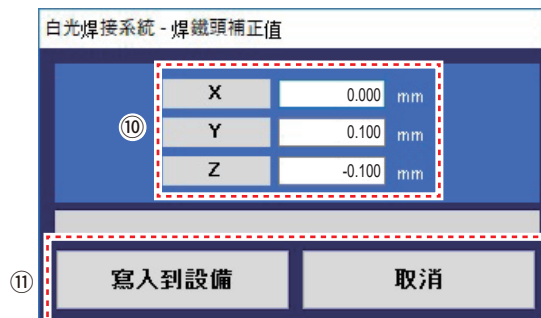 白光焊接系統 - 焊鐵頭補正值
⑩
X 0.000 mm
Y 0.100 mm
Z -0.100 mm
⑪
寫入到設備 取消